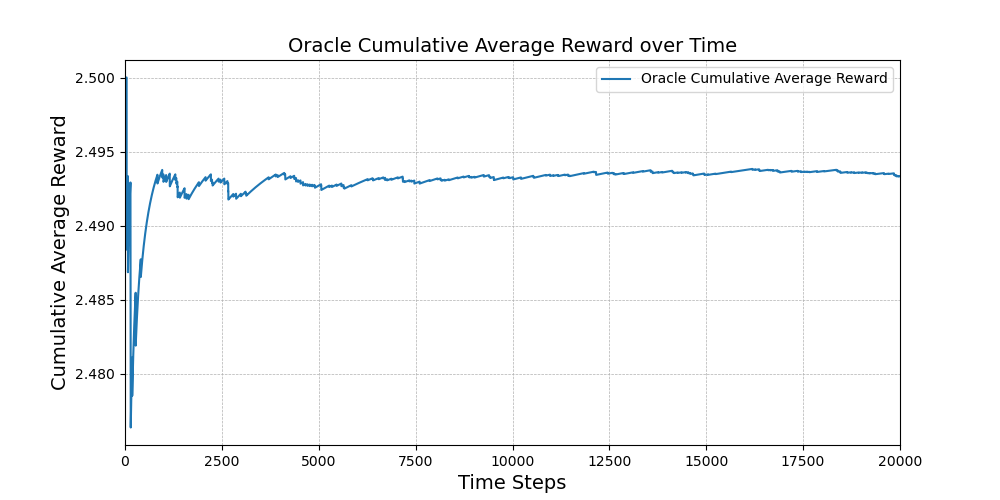 Oracle Cumulative Average Reward over Time
Oracle Cumulative Average Reward
Cumulative Average Reward
2.500
2.495
2.490
2.485
2.480
0 2500 5000 7500 10000 12500 15000 17500 20000
Time Steps